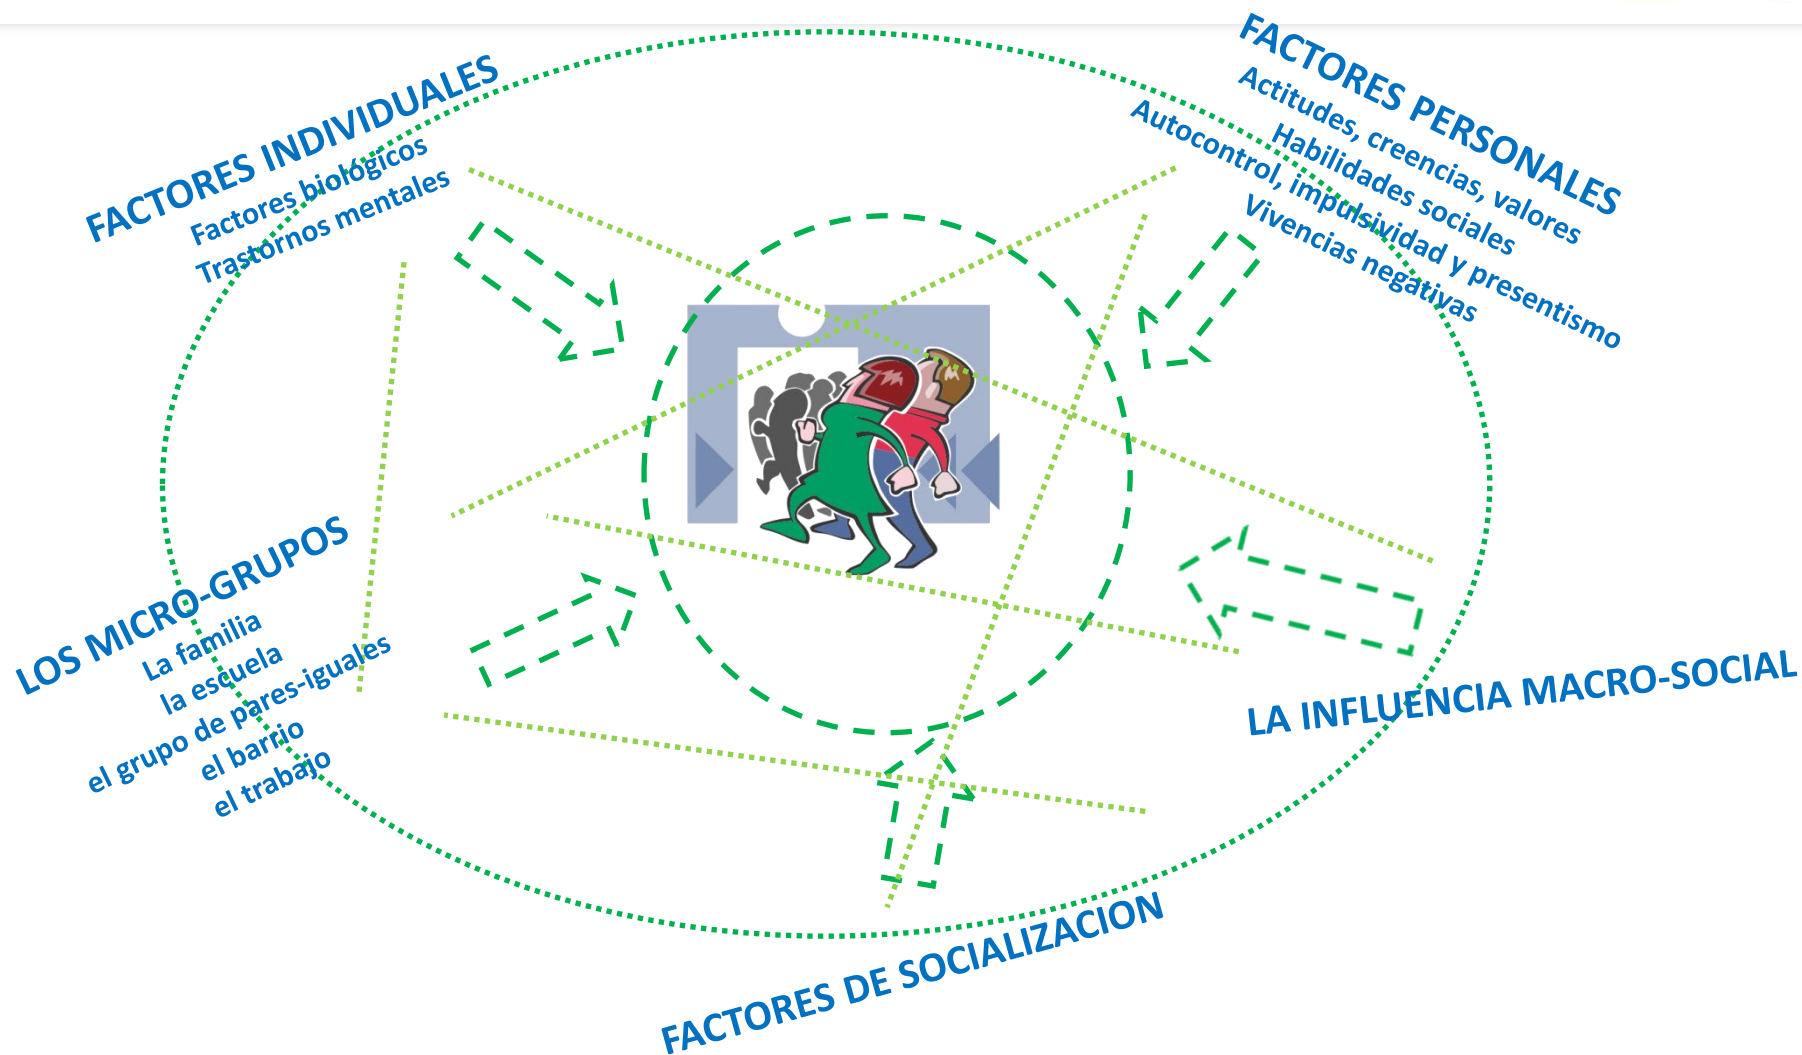 FACTORES INDIVIDUALES
Factores biológicos
Trastornos mentales
FACTORES PERSONALES
Actitudes, creencias, valores
Habilidades sociales
Autocontrol, impulsividad y presentismo
Vivencias negativas
LOS MICRO-GRUPOS
La familia
la escuela
el grupo de pares-iguales
el barrio
el trabajo
LA INFLUENCIA MACRO-SOCIAL
FACTORES DE SOCIALIZACION